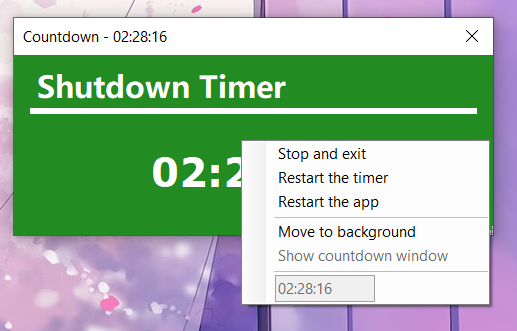 Countdown - 02:28:16
Shutdown Timer
02:2
Stop and exit
Restart the timer
Restart the app
Move to background
Show countdown window
02:28:16